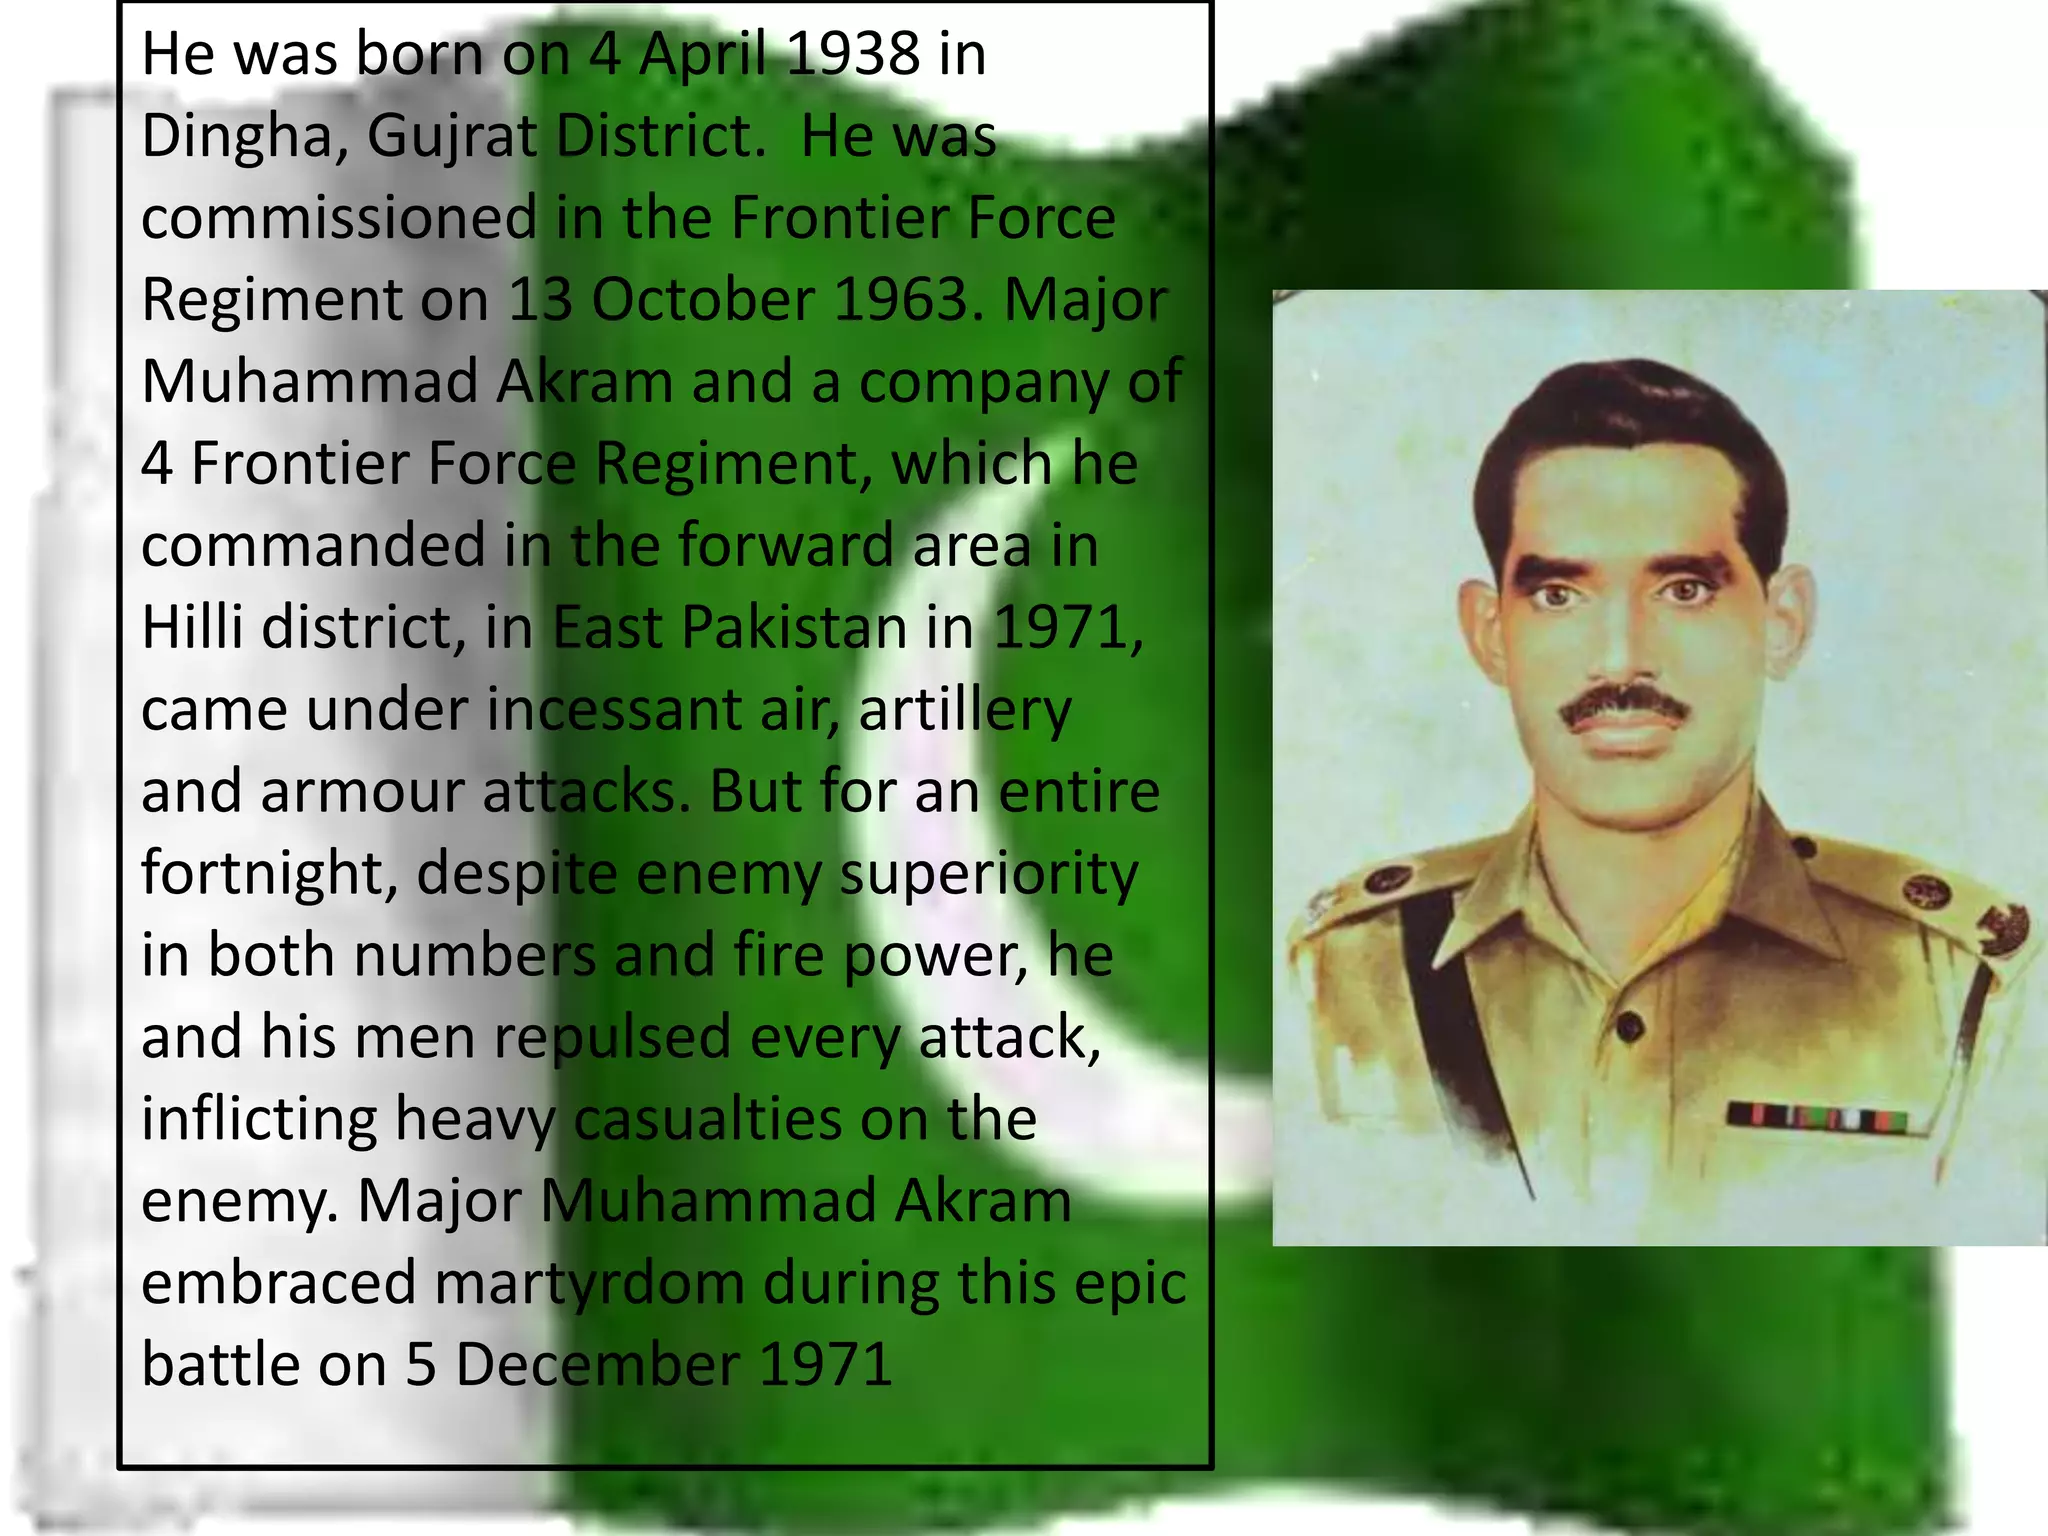 He was born on 4 April 1938 in
Dingha, Gujrat District.  He was
commissioned in the Frontier Force
Regiment on 13 October 1963. Major
Muhammad Akram and a company of
4 Frontier Force Regiment, which he
commanded in the forward area in
Hilli district, in East Pakistan in 1971,
came under incessant air, artillery
and armour attacks. But for an entire
fortnight, despite enemy superiority
in both numbers and fire power, he
and his men repulsed every attack,
inflicting heavy casualties on the
enemy. Major Muhammad Akram
embraced martyrdom during this epic
battle on 5 December 1971